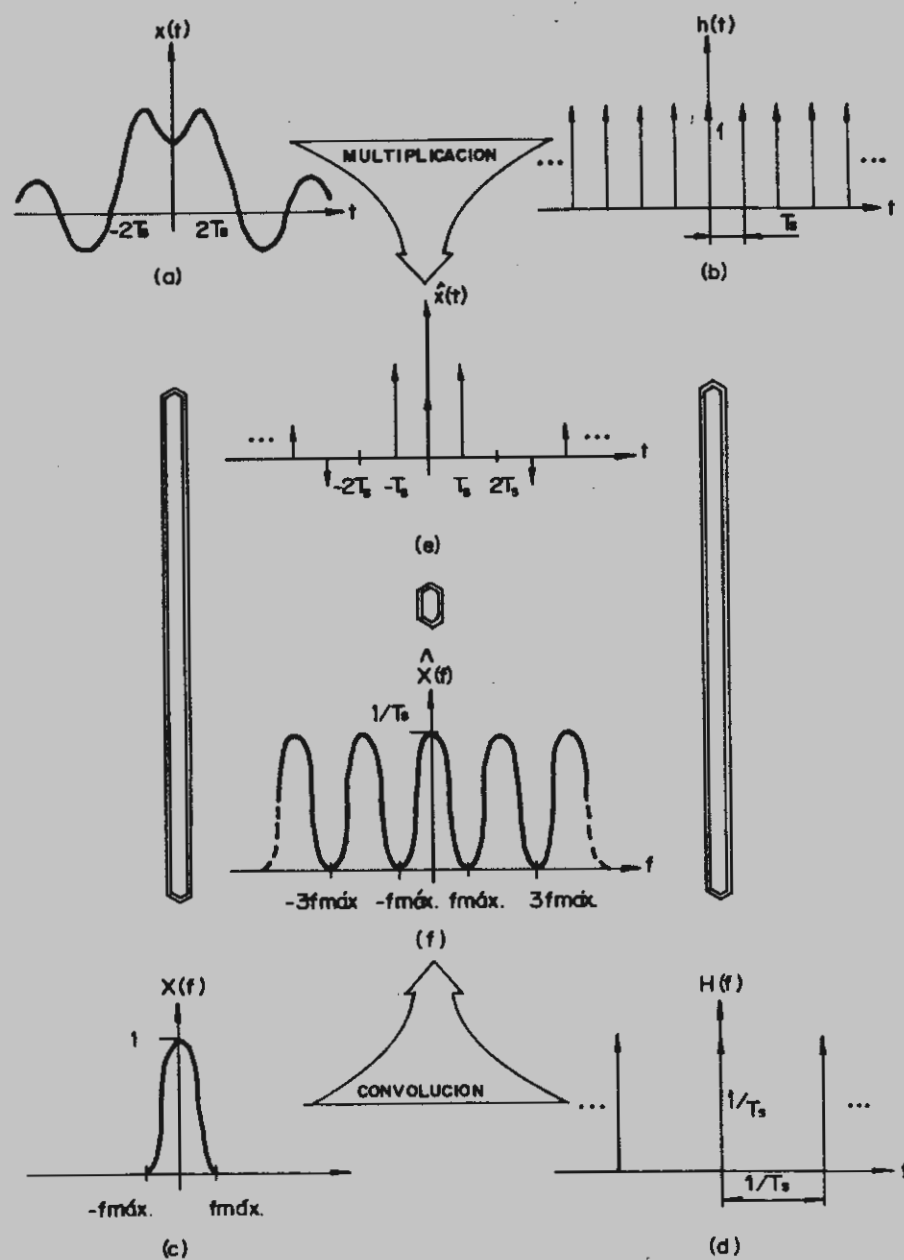 x(t)
h(t)
MULTIPLICACION
1
... ...
t
t
-2Ts 2Ts
Ts
(a)
(b)
x̂(t)
... ...
t
-2Ts -Ts Ts 2Ts
(e)
X̂(f)
1/Ts
f
-3fmáx -fmáx. fmáx. 3fmáx.
(f)
X(f)
H(f)
1
CONVOLUCION
... ...
1/Ts
f
1/Ts
-fmáx. fmáx.
(c)
(d)